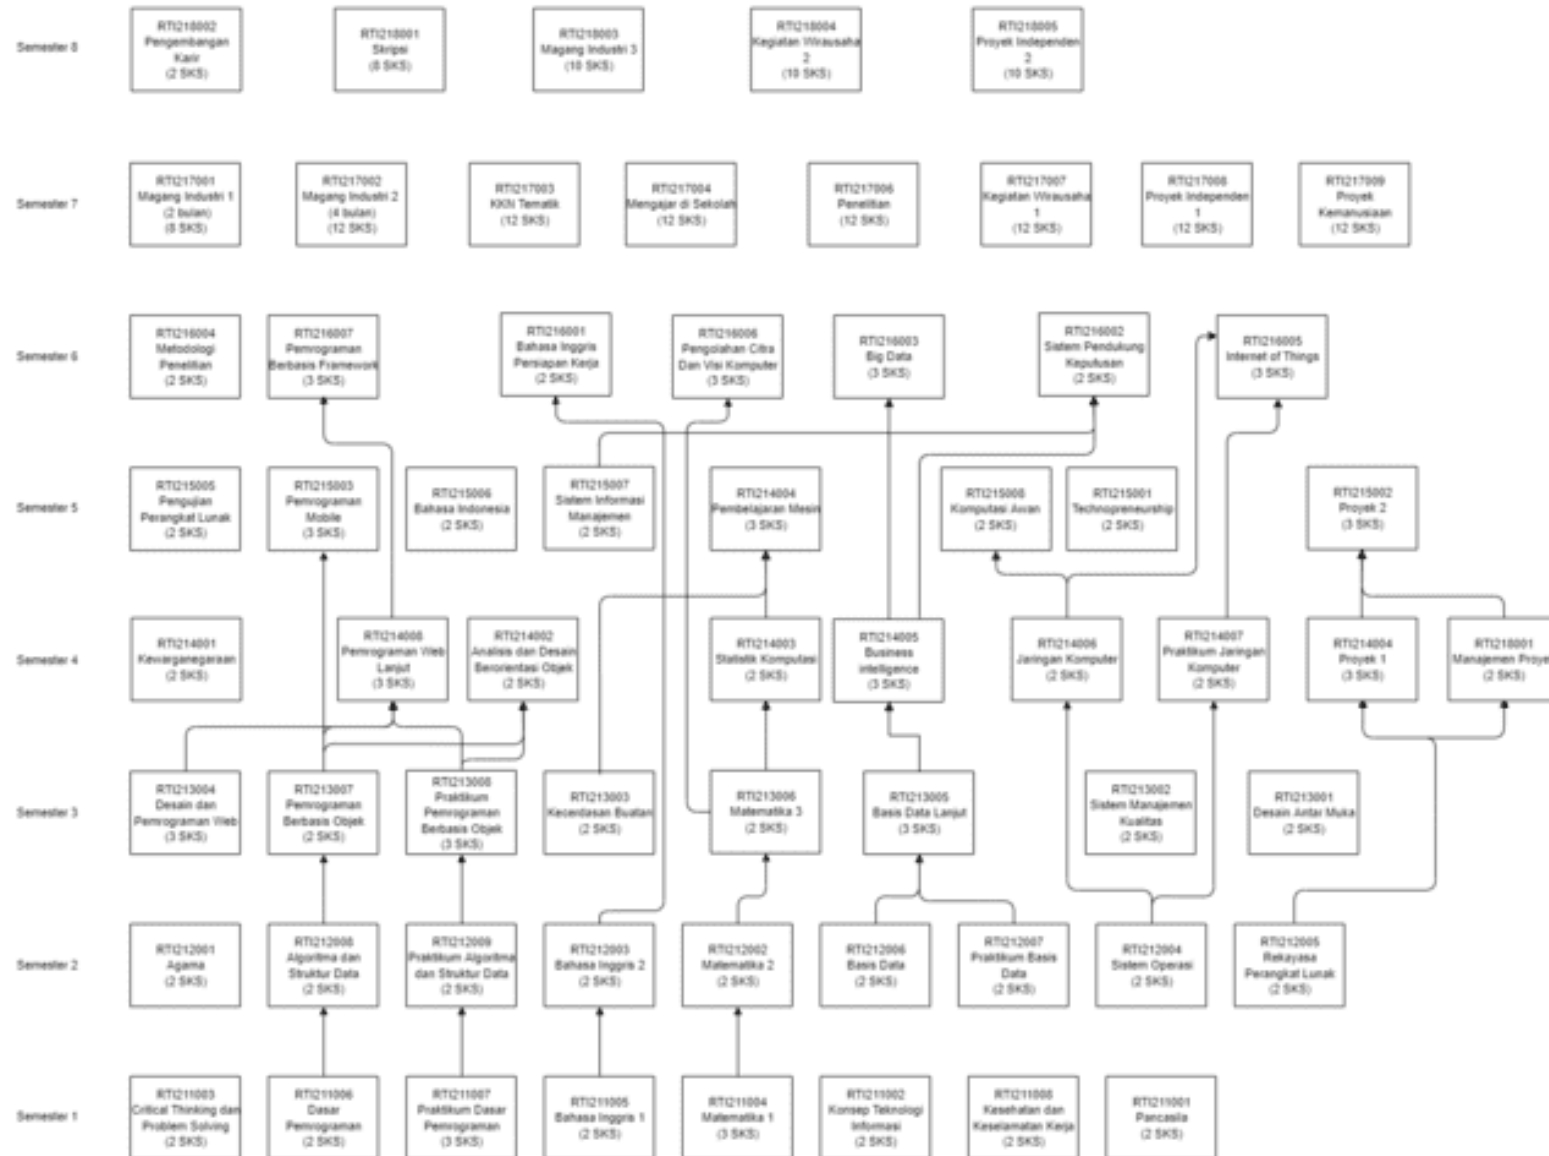 Semester 8
RTI218002
Pengembangan
Karir
(2 SKS)
RTI218001
Skripsi
(8 SKS)
RTI218003
Magang Industri 3
(10 SKS)
RTI218004
Kegiatan Wirausaha
2
(10 SKS)
RTI218005
Proyek Independen
2
(10 SKS)
Semester 7
RTI217001
Magang Industri 1
(2 bulan)
(8 SKS)
RTI217002
Magang Industri 2
(4 bulan)
(12 SKS)
RTI217003
KKN Tematik
(12 SKS)
RTI217004
Mengajar di Sekolah
(12 SKS)
RTI217006
Penelitian
(12 SKS)
RTI217007
Kegiatan Wirausaha
1
(12 SKS)
RTI217008
Proyek Independen
1
(12 SKS)
RTI217009
Proyek
Kemanusiaan
(12 SKS)
Semester 6
RTI216004
Metodologi
Penelitian
(2 SKS)
RTI216007
Pemrograman
Berbasis Framework
(3 SKS)
RTI216001
Bahasa Inggris
Persiapan Kerja
(2 SKS)
RTI216006
Pengolahan Citra
Dan Visi Komputer
(3 SKS)
RTI216003
Big Data
(3 SKS)
RTI216002
Sistem Pendukung
Keputusan
(2 SKS)
RTI216005
Internet of Things
(3 SKS)
Semester 5
RTI215005
Pengujian
Perangkat Lunak
(2 SKS)
RTI215003
Pemrograman
Mobile
(3 SKS)
RTI215006
Bahasa Indonesia
(2 SKS)
RTI215007
Sistem Informasi
Manajemen
(2 SKS)
RTI214004
Pembelajaran Mesin
(3 SKS)
RTI215008
Komputasi Awan
(2 SKS)
RTI215001
Technopreneurship
(2 SKS)
RTI215002
Proyek 2
(3 SKS)
Semester 4
RTI214001
Kewarganegaraan
(2 SKS)
RTI214008
Pemrograman Web
Lanjut
(3 SKS)
RTI214002
Analisis dan Desain
Berorientasi Objek
(2 SKS)
RTI214003
Statistik Komputasi
(2 SKS)
RTI214005
Business
intelligence
(3 SKS)
RTI214006
Jaringan Komputer
(2 SKS)
RTI214007
Praktikum Jaringan
Komputer
(2 SKS)
RTI214004
Proyek 1
(3 SKS)
RTI218001
Manajemen Proye
(2 SKS)
Semester 3
RTI213004
Desain dan
Pemrograman Web
(3 SKS)
RTI213007
Pemrograman
Berbasis Objek
(2 SKS)
RTI213008
Praktikum
Pemrograman
Berbasis Objek
(3 SKS)
RTI213003
Kecerdasan Buatan
(2 SKS)
RTI213006
Matematika 3
(2 SKS)
RTI213005
Basis Data Lanjut
(3 SKS)
RTI213002
Sistem Manajemen
Kualitas
(2 SKS)
RTI213001
Desain Antar Muka
(2 SKS)
Semester 2
RTI212001
Agama
(2 SKS)
RTI212008
Algoritma dan
Struktur Data
(2 SKS)
RTI212009
Praktikum Algoritma
dan Struktur Data
(2 SKS)
RTI212003
Bahasa Inggris 2
(2 SKS)
RTI212002
Matematika 2
(2 SKS)
RTI212006
Basis Data
(2 SKS)
RTI212007
Praktikum Basis
Data
(2 SKS)
RTI212004
Sistem Operasi
(2 SKS)
RTI212005
Rekayasa
Perangkat Lunak
(2 SKS)
Semester 1
RTI211003
Critical Thinking dan
Problem Solving
(2 SKS)
RTI211006
Dasar
Pemrograman
(2 SKS)
RTI211007
Praktikum Dasar
Pemrograman
(3 SKS)
RTI211005
Bahasa Inggris 1
(2 SKS)
RTI211004
Matematika 1
(3 SKS)
RTI211002
Konsep Teknologi
Informasi
(2 SKS)
RTI211008
Kesehatan dan
Keselamatan Kerja
(2 SKS)
RTI211001
Pancasila
(2 SKS)